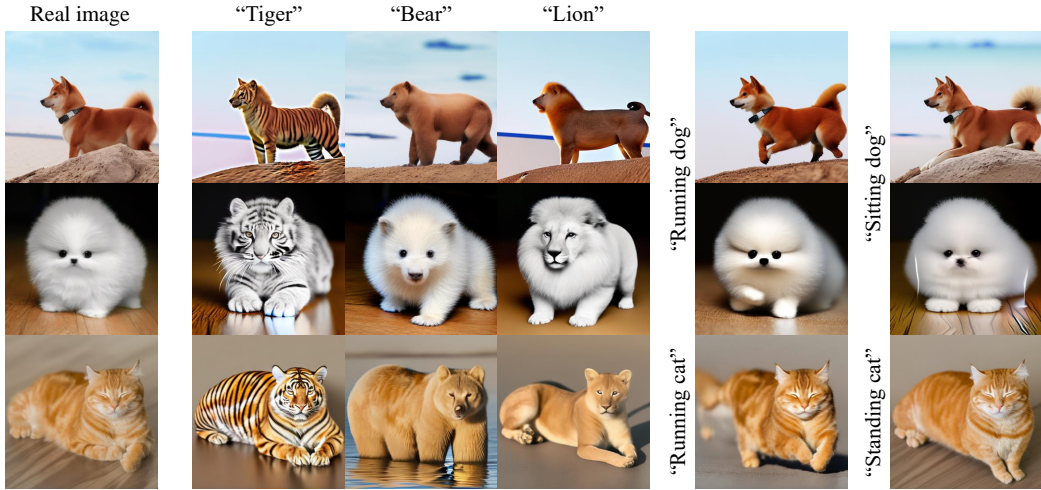 Real image
“Tiger”
“Bear”
“Lion”
“Running dog”
“Sitting dog”
“Running cat”
“Standing cat”